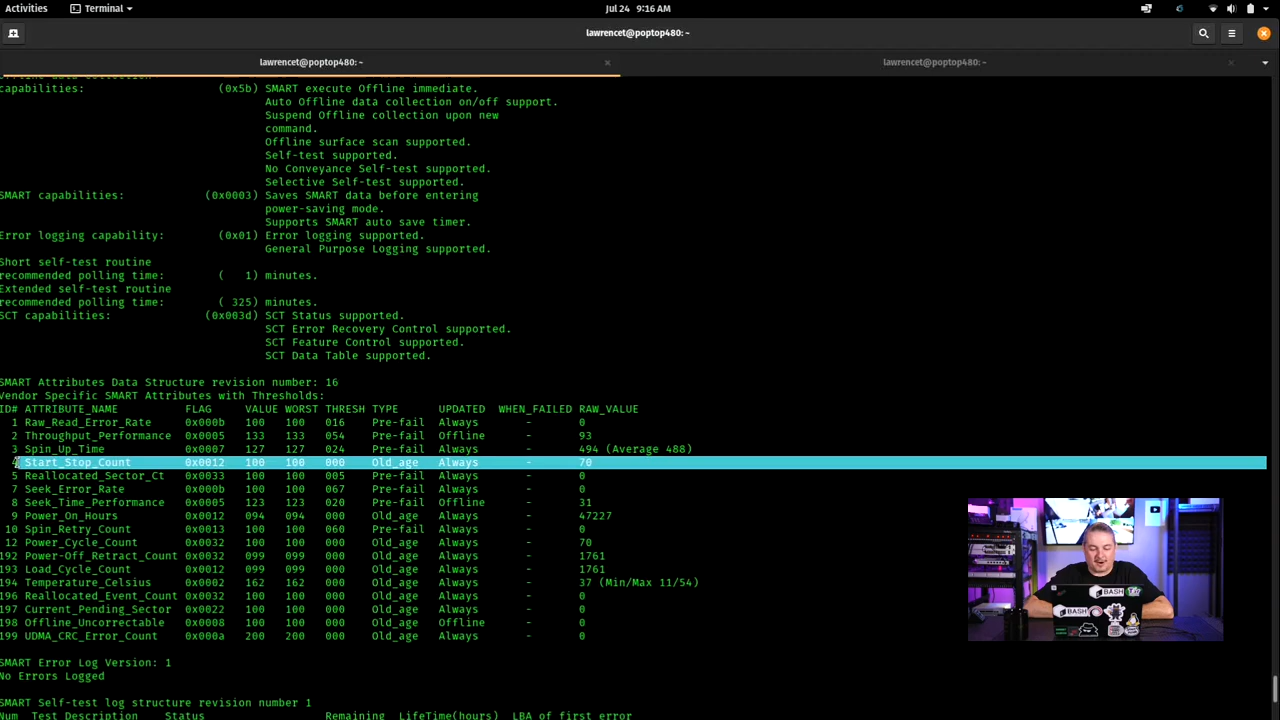 Activities Terminal Jul 24 9:16 AM
lawrencet@poptop480: ~
lawrencet@poptop480: ~ × lawrencet@poptop480: ~ ×
capabilities: (0x5b) SMART execute Offline immediate.
Auto Offline data collection on/off support.
Suspend Offline collection upon new
command.
Offline surface scan supported.
Self-test supported.
No Conveyance Self-test supported.
Selective Self-test supported.
SMART capabilities: (0x0003) Saves SMART data before entering
power-saving mode.
Supports SMART auto save timer.
Error logging capability: (0x01) Error logging supported.
General Purpose Logging supported.
Short self-test routine
recommended polling time: ( 1) minutes.
Extended self-test routine
recommended polling time: ( 325) minutes.
SCT capabilities: (0x003d) SCT Status supported.
SCT Error Recovery Control supported.
SCT Feature Control supported.
SCT Data Table supported.
SMART Attributes Data Structure revision number: 16
Vendor Specific SMART Attributes with Thresholds:
ID# ATTRIBUTE_NAME FLAG VALUE WORST THRESH TYPE UPDATED WHEN_FAILED RAW_VALUE
1 Raw_Read_Error_Rate 0x000b 100 100 016 Pre-fail Always - 0
2 Throughput_Performance 0x0005 133 133 054 Pre-fail Offline - 93
3 Spin_Up_Time 0x0007 127 127 024 Pre-fail Always - 494 (Average 488)
4 Start_Stop_Count 0x0012 100 100 000 Old_age Always - 70
5 Reallocated_Sector_Ct 0x0033 100 100 005 Pre-fail Always - 0
7 Seek_Error_Rate 0x000b 100 100 067 Pre-fail Always - 0
8 Seek_Time_Performance 0x0005 123 123 020 Pre-fail Offline - 31
9 Power_On_Hours 0x0012 094 094 000 Old_age Always - 47227
10 Spin_Retry_Count 0x0013 100 100 060 Pre-fail Always - 0
12 Power_Cycle_Count 0x0032 100 100 000 Old_age Always - 70
192 Power-Off_Retract_Count 0x0032 099 099 000 Old_age Always - 1761
193 Load_Cycle_Count 0x0012 099 099 000 Old_age Always - 1761
194 Temperature_Celsius 0x0002 162 162 000 Old_age Always - 37 (Min/Max 11/54)
196 Reallocated_Event_Count 0x0032 100 100 000 Old_age Always - 0
197 Current_Pending_Sector 0x0022 100 100 000 Old_age Always - 0
198 Offline_Uncorrectable 0x0008 100 100 000 Old_age Offline - 0
199 UDMA_CRC_Error_Count 0x000a 200 200 000 Old_age Always - 0
SMART Error Log Version: 1
No Errors Logged
SMART Self-test log structure revision number 1
Num Test_Description Status Remaining LifeTime(hours) LBA_of_first_error
BASH
BASH